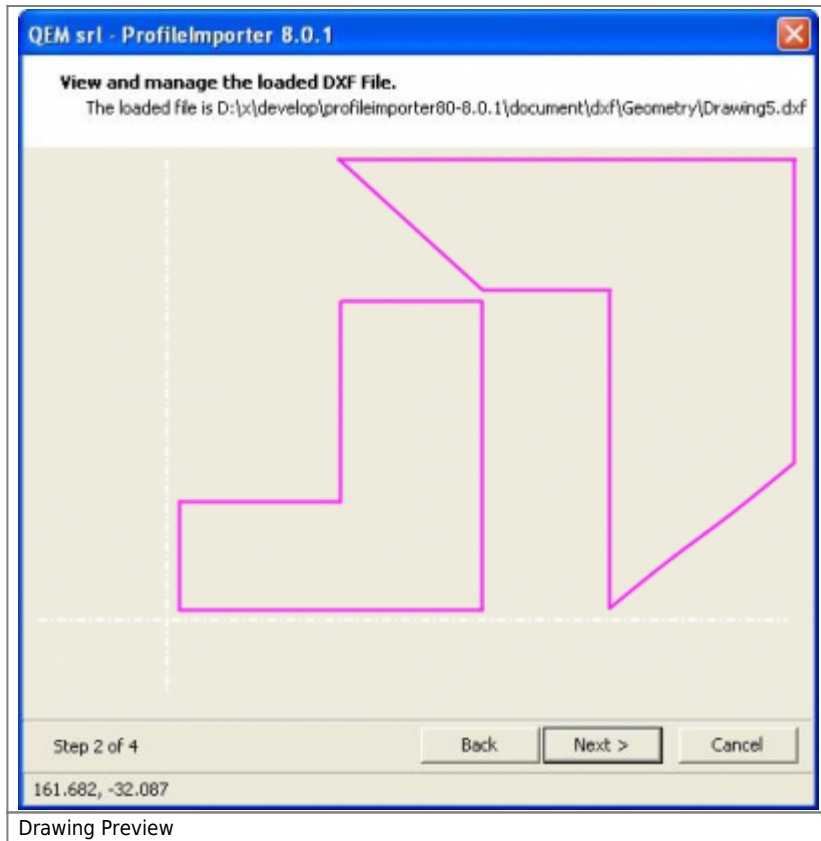 QEM srl - ProfileImporter 8.0.1
View and manage the loaded DXF File.
The loaded file is D:\x\develop\profileimporter80-8.0.1\document\dxf\Geometry\Drawing5.dxf
Step 2 of 4
Back
Next >
Cancel
161.682, -32.087
Drawing Preview